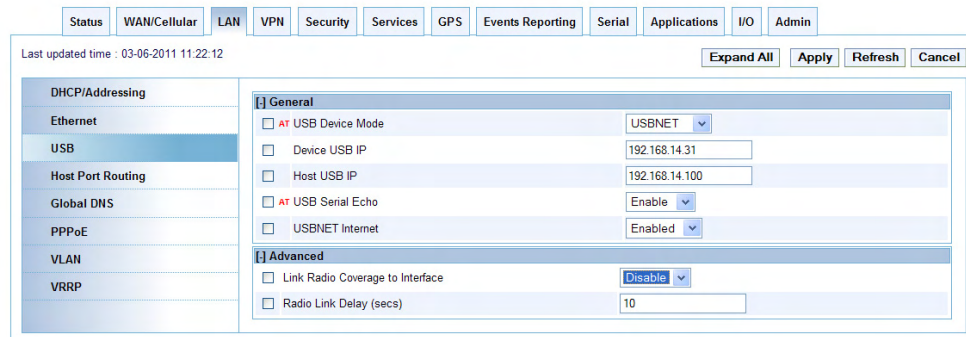 Status WAN/Cellular LAN VPN Security Services GPS Events Reporting Serial Applications I/O Admin
Last updated time : 03-06-2011 11:22:12
Expand All Apply Refresh Cancel
DHCP/Addressing
Ethernet
USB
Host Port Routing
Global DNS
PPPoE
VLAN
VRRP
[-] General
AT USB Device Mode USBNET
Device USB IP 192.168.14.31
Host USB IP 192.168.14.100
AT USB Serial Echo Enable
USBNET Internet Enabled
[-] Advanced
Link Radio Coverage to Interface Disable
Radio Link Delay (secs) 10